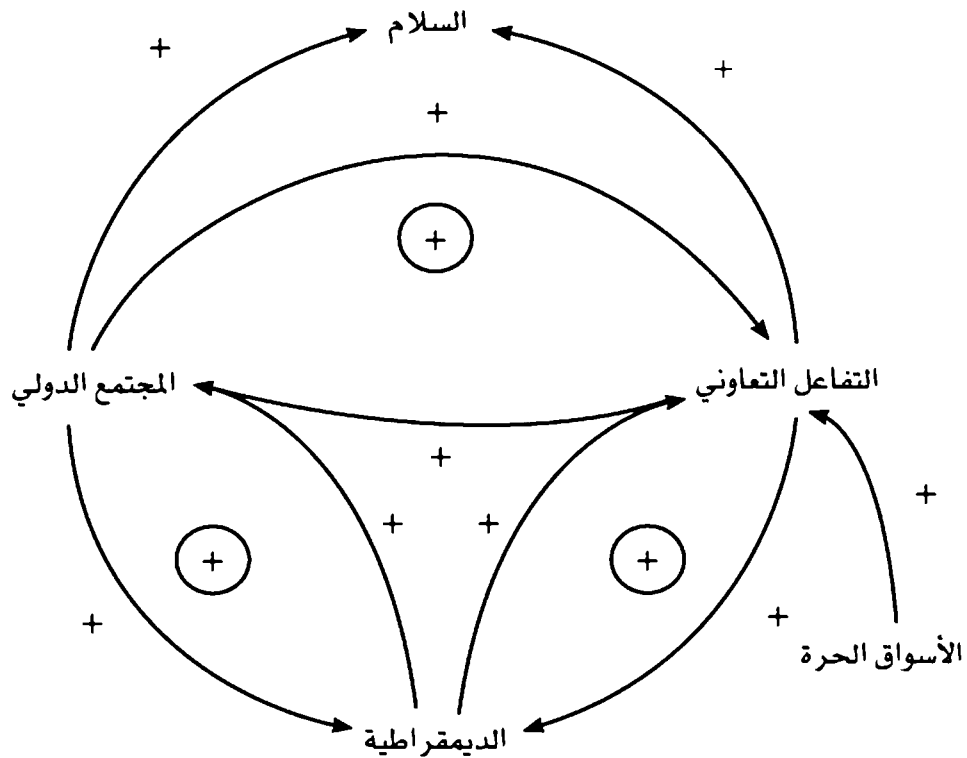 السلام
+
+
+
+
التفاعل التعاوني
المجتمع الدولي
+
+
+
+
+
+
+
+
الأسواق الحرة
الديمقراطية